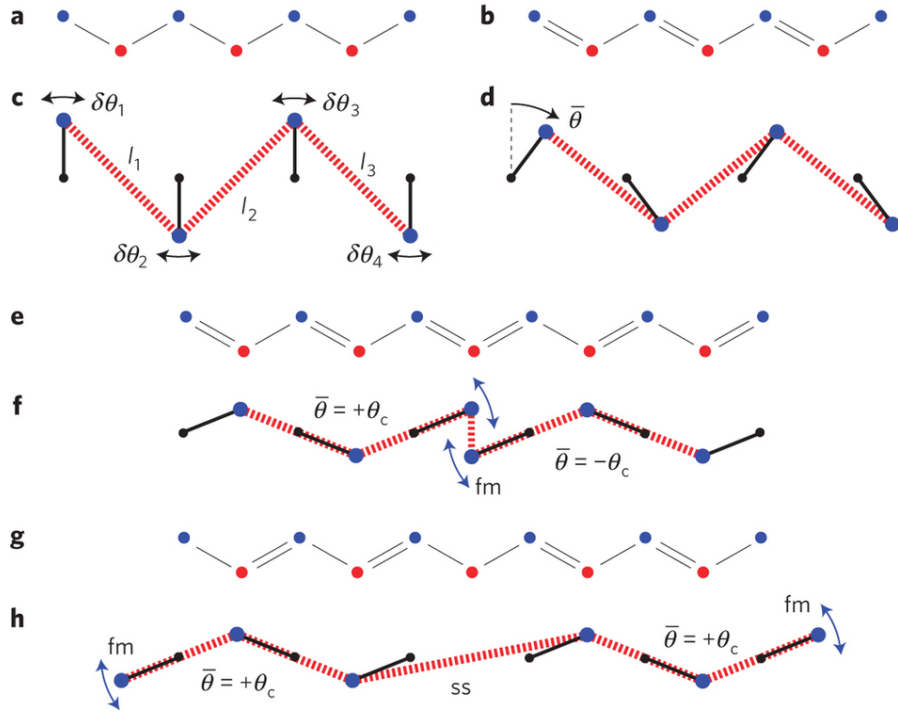 a
b
c
δθ₁
δθ₃
l₁
l₂
l₃
δθ₂
δθ₄
d
θ̅
e
f
θ̅ = +θc
θ̅ = −θc
fm
g
h
fm
θ̅ = +θc
ss
θ̅ = +θc
fm